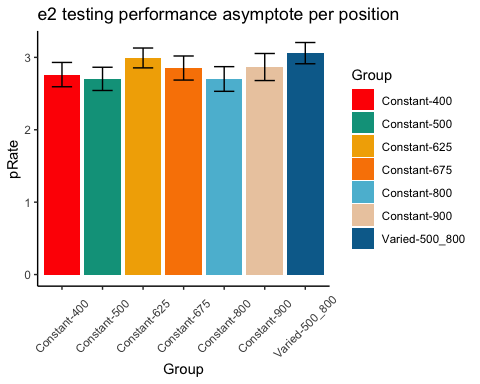 e2 testing performance asymptote per position
pRate
3
2
1
0
Constant-400
Constant-500
Constant-625
Constant-675
Constant-800
Constant-900
Varied-500_800
Group
Group
Constant-400
Constant-500
Constant-625
Constant-675
Constant-800
Constant-900
Varied-500_800